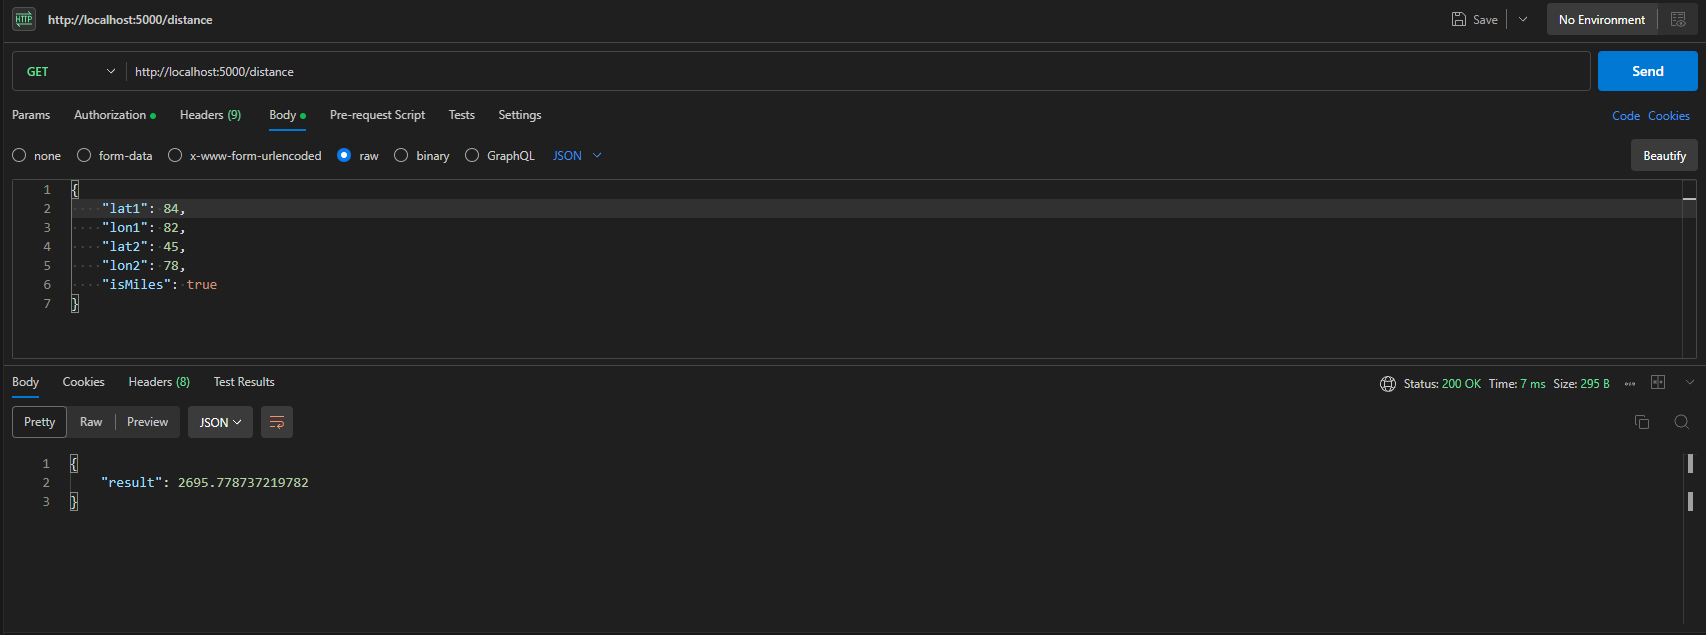 HTTP http://localhost:5000/distance Save No Environment
GET http://localhost:5000/distance Send
Params Authorization Headers (9) Body Pre-request Script Tests Settings Code Cookies
none form-data x-www-form-urlencoded raw binary GraphQL JSON Beautify
1 {
2 "lat1": 84,
3 "lon1": 82,
4 "lat2": 45,
5 "lon2": 78,
6 "isMiles": true
7 }
Body Cookies Headers (8) Test Results Status: 200 OK Time: 7 ms Size: 295 B
Pretty Raw Preview JSON
1 {
2 "result": 2695.778737219782
3 }